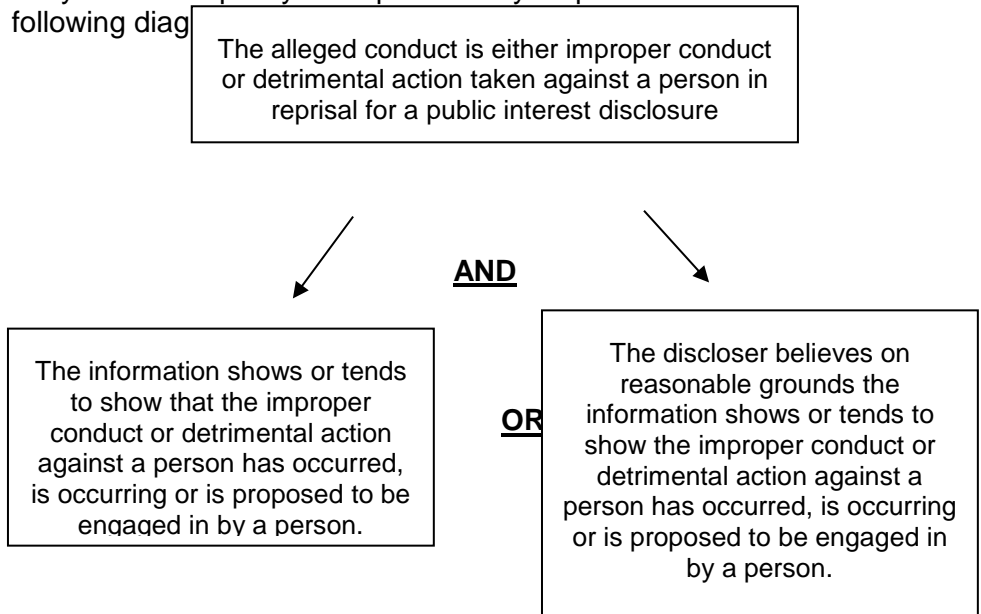 following diag
The alleged conduct is either improper conduct
or detrimental action taken against a person in
reprisal for a public interest disclosure
AND
The information shows or tends
to show that the improper
conduct or detrimental action
against a person has occurred,
is occurring or is proposed to be
engaged in by a person.
OR
The discloser believes on
reasonable grounds the
information shows or tends to
show the improper conduct or
detrimental action against a
person has occurred, is occurring
or is proposed to be engaged in
by a person.